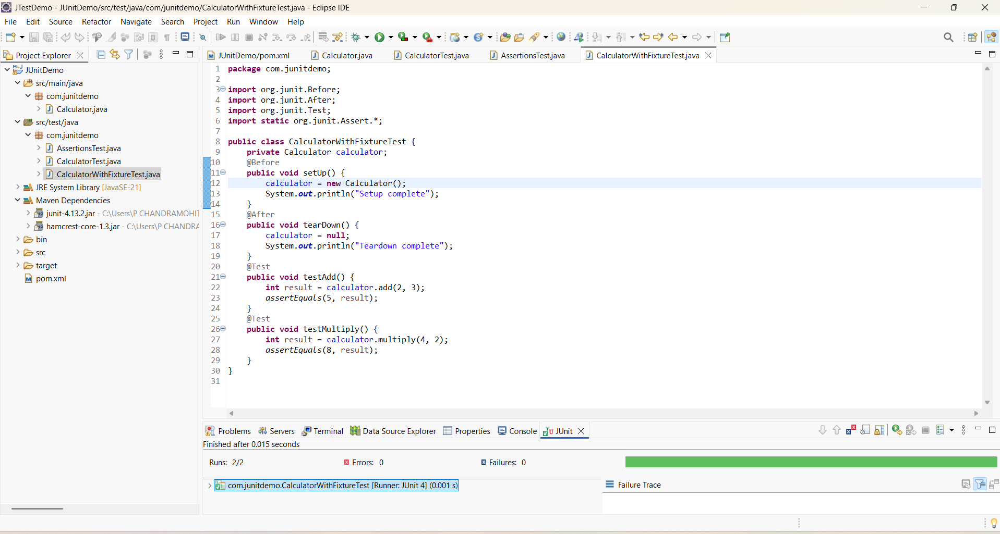 JTestDemo - JUnitDemo/src/test/java/com/junitdemo/CalculatorWithFixtureTest.java - Eclipse IDE
File Edit Source Refactor Navigate Search Project Run Window Help
Project Explorer
JUnitDemo
src/main/java
com.junitdemo
Calculator.java
src/test/java
com.junitdemo
AssertionsTest.java
CalculatorTest.java
CalculatorWithFixtureTest.java
JRE System Library [JavaSE-21]
Maven Dependencies
junit-4.13.2.jar - C:\Users\P CHANDRAMOHIT
hamcrest-core-1.3.jar - C:\Users\P CHANDRA
bin
src
target
pom.xml
JUnitDemo/pom.xml Calculator.java CalculatorTest.java AssertionsTest.java CalculatorWithFixtureTest.java
1 package com.junitdemo;
2
3 import org.junit.Before;
4 import org.junit.After;
5 import org.junit.Test;
6 import static org.junit.Assert.*;
7
8 public class CalculatorWithFixtureTest {
9     private Calculator calculator;
10     @Before
11     public void setUp() {
12         calculator = new Calculator();
13         System.out.println("Setup complete");
14     }
15     @After
16     public void tearDown() {
17         calculator = null;
18         System.out.println("Teardown complete");
19     }
20     @Test
21     public void testAdd() {
22         int result = calculator.add(2, 3);
23         assertEquals(5, result);
24     }
25     @Test
26     public void testMultiply() {
27         int result = calculator.multiply(4, 2);
28         assertEquals(8, result);
29     }
30 }
31
Problems Servers Terminal Data Source Explorer Properties Console JUnit
Finished after 0.015 seconds
Runs: 2/2 Errors: 0 Failures: 0
com.junitdemo.CalculatorWithFixtureTest [Runner: JUnit 4] (0.001 s)
Failure Trace